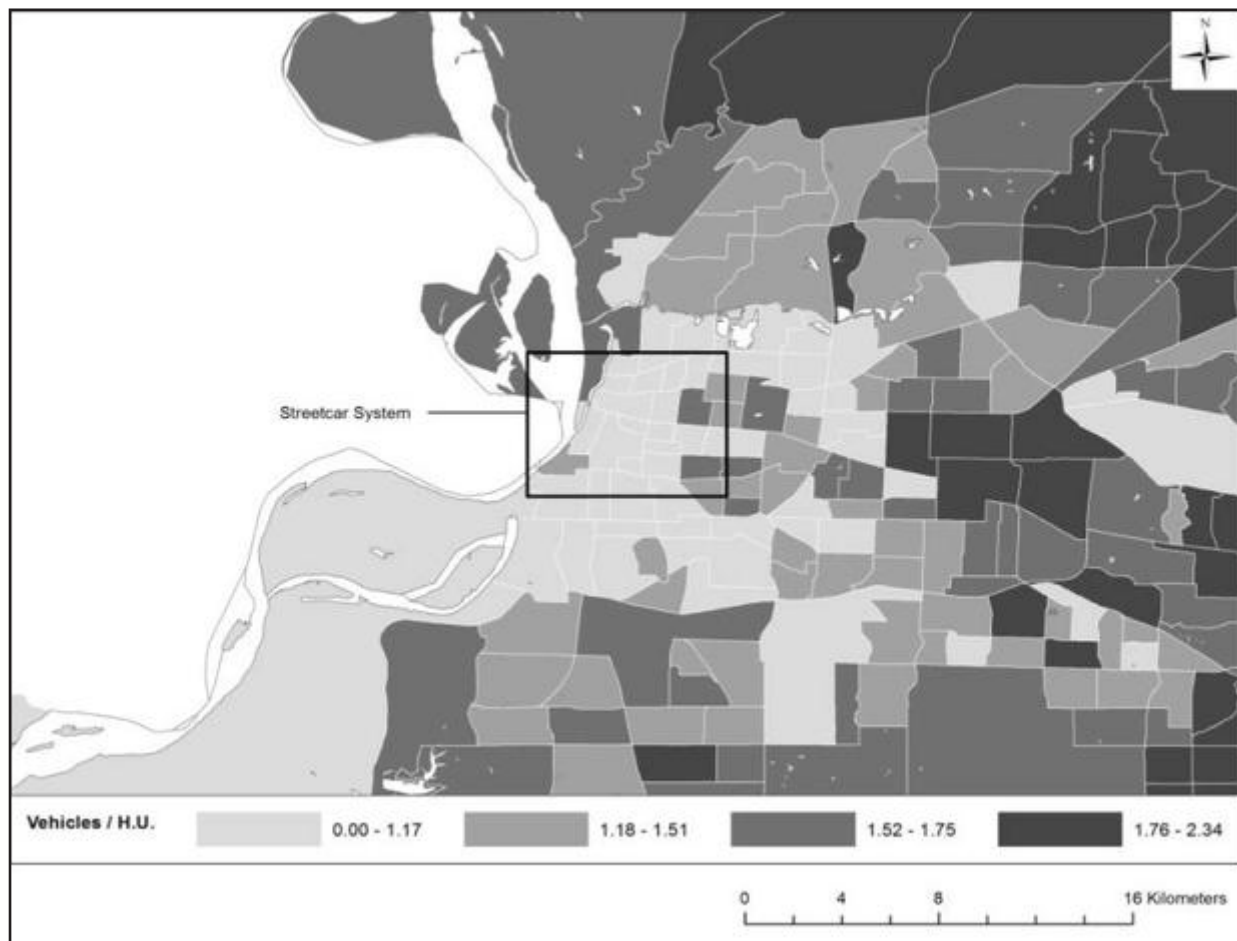 N
Streetcar System
Vehicles / H.U.
0.00 - 1.17
1.18 - 1.51
1.52 - 1.75
1.76 - 2.34
0 4 8 16 Kilometers